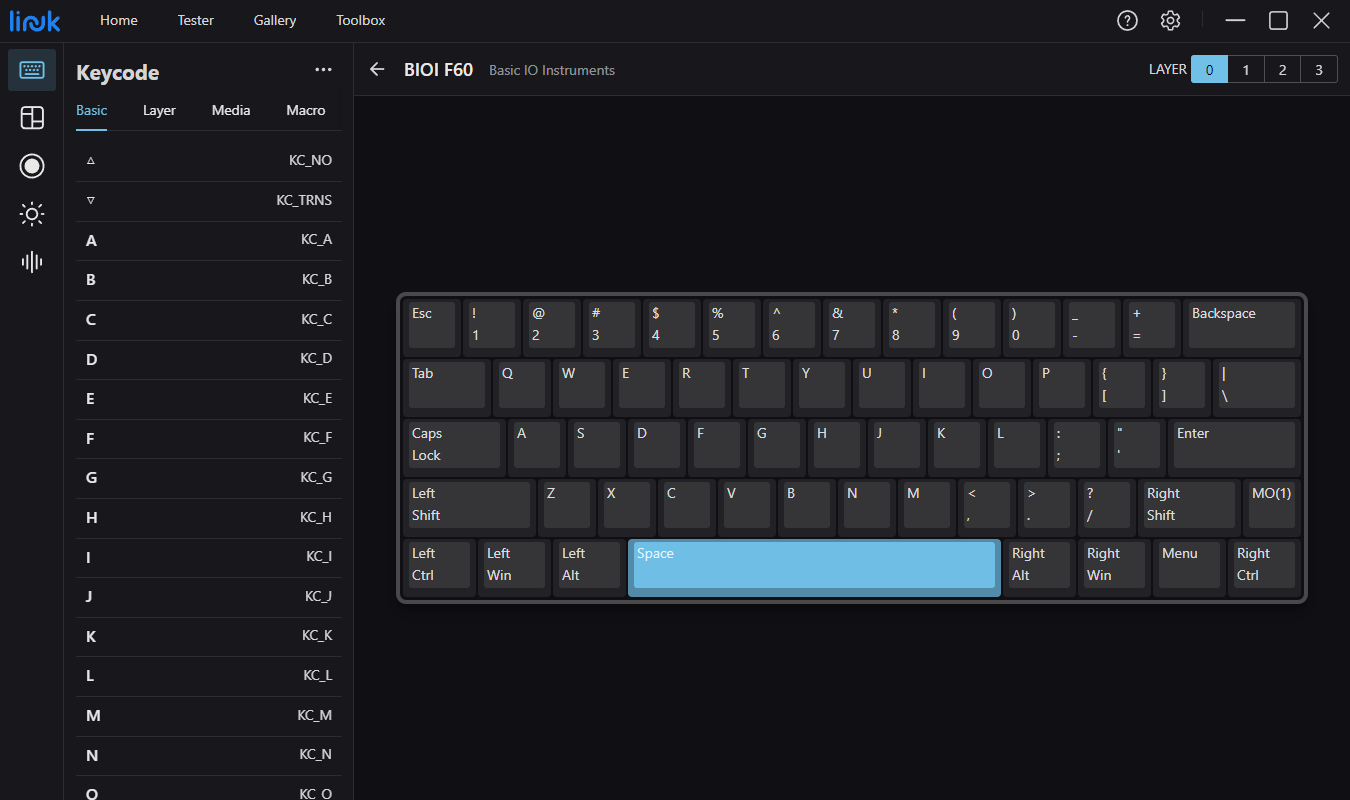 linuk Home Tester Gallery Toolbox
Keycode
Basic Layer Media Macro
▵ KC_NO
▿ KC_TRNS
A KC_A
B KC_B
C KC_C
D KC_D
E KC_E
F KC_F
G KC_G
H KC_H
I KC_I
J KC_J
K KC_K
L KC_L
M KC_M
N KC_N
O KC_O
BIOI F60 Basic IO Instruments LAYER 0 1 2 3
Esc ! @ # $ % ^ & * ( ) _ + Backspace
1 2 3 4 5 6 7 8 9 0 - =
Tab Q W E R T Y U I O P { } |
[ ] \
Caps A S D F G H J K L : " Enter
Lock ; '
Left Z X C V B N M < > ? Right MO(1)
Shift , . / Shift
Left Left Left Space Right Right Menu Right
Ctrl Win Alt Alt Win Ctrl